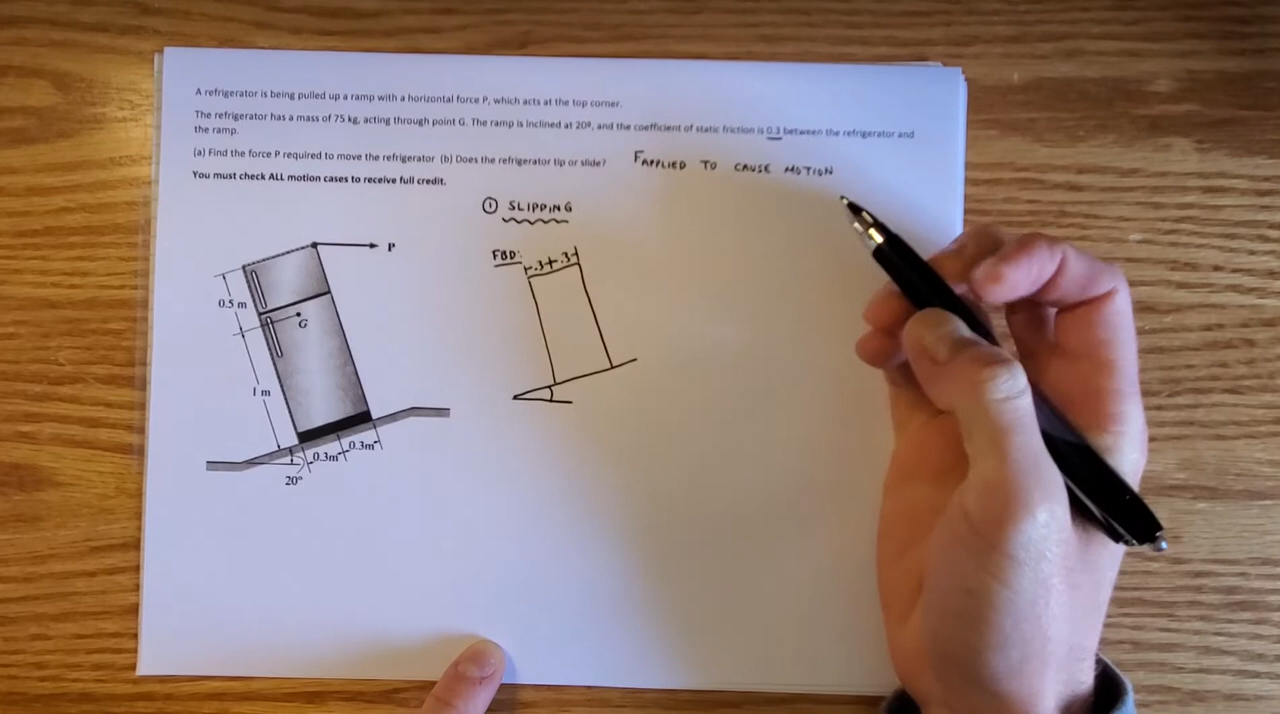 A refrigerator is being pulled up a ramp with a horizontal force P, which acts at the top corner.
The refrigerator has a mass of 75 kg, acting through point G. The ramp is inclined at 20º, and the coefficient of static friction is 0.3 between the refrigerator and
the ramp.
(a) Find the force P required to move the refrigerator (b) Does the refrigerator tip or slide?
FAPPLIED TO CAUSE MOTION
You must check ALL motion cases to receive full credit.
① SLIPPING
P
FBD:
.3 .3
0.5 m
G
1 m
0.3m
0.3m
20°